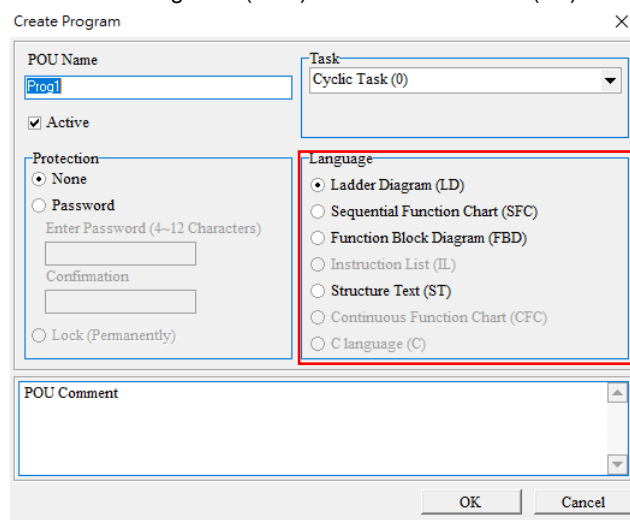 Create Program
POU Name
Prog1
Active
Task
Cyclic Task (0)
Protection
None
Password
Enter Password (4~12 Characters)
Confirmation
Lock (Permanently)
Language
Ladder Diagram (LD)
Sequential Function Chart (SFC)
Function Block Diagram (FBD)
Instruction List (IL)
Structure Text (ST)
Continuous Function Chart (CFC)
C language (C)
POU Comment
OK
Cancel